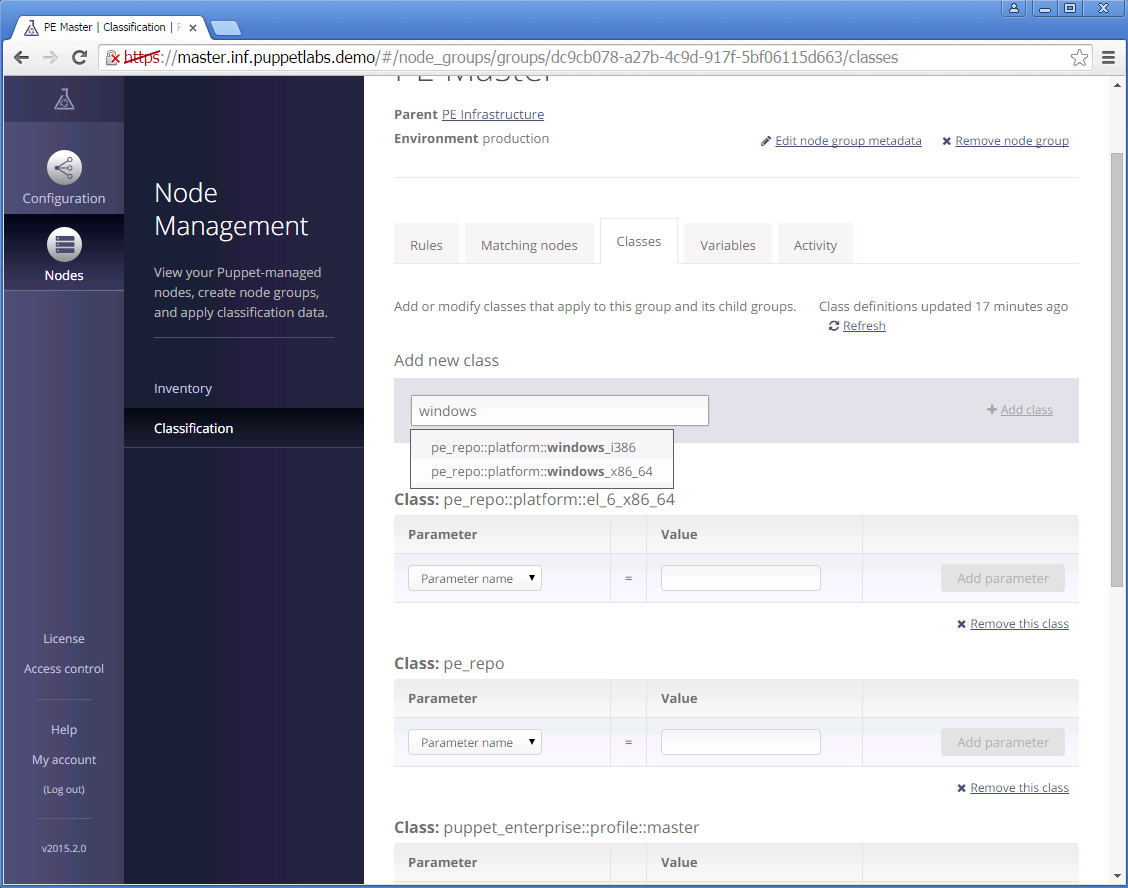 PE Master | Classification | P
https://master.inf.puppetlabs.demo/#/node_groups/groups/dc9cb078-a27b-4c9d-917f-5bf06115d663/classes
Configuration
Nodes
License
Access control
Help
My account
(Log out)
v2015.2.0
Node
Management
View your Puppet-managed
nodes, create node groups,
and apply classification data.
Inventory
Classification
PE Master
Parent PE Infrastructure
Environment production
Edit node group metadata
Remove node group
Rules
Matching nodes
Classes
Variables
Activity
Add or modify classes that apply to this group and its child groups.
Class definitions updated 17 minutes ago
Refresh
Add new class
windows
Add class
pe_repo::platform::windows_i386
pe_repo::platform::windows_x86_64
Class: pe_repo::platform::el_6_x86_64
Parameter Value
Parameter name = Add parameter
Remove this class
Class: pe_repo
Parameter Value
Parameter name = Add parameter
Remove this class
Class: puppet_enterprise::profile::master
Parameter Value